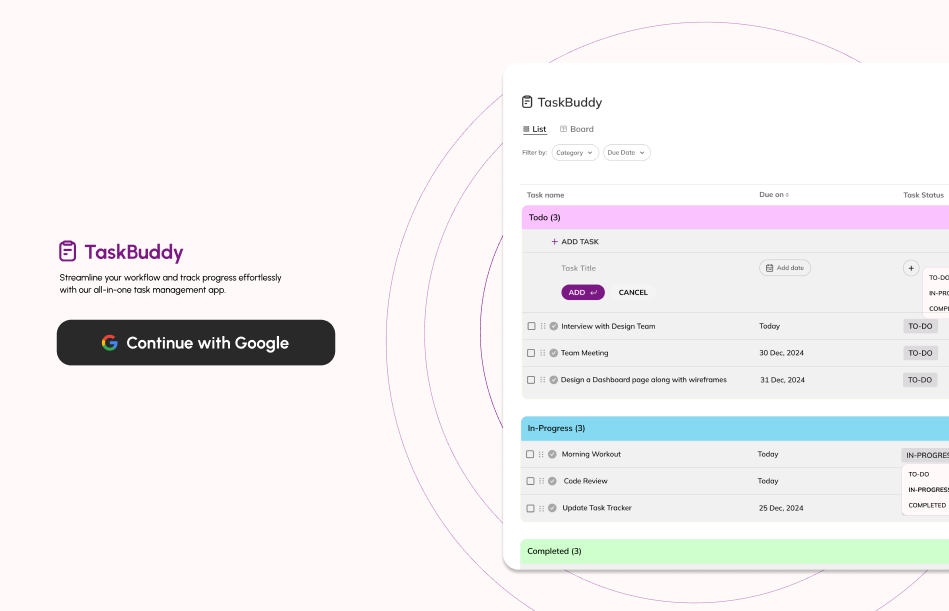 TaskBuddy
Streamline your workflow and track progress effortlessly
with our all-in-one task management app.
Continue with Google
TaskBuddy
List Board
Filter by: Category Due Date
Task name Due on Task Status
Todo (3)
+ ADD TASK
Task Title Add date +
TO-DO
IN-PRO
COMPL
ADD CANCEL
Interview with Design Team Today TO-DO
Team Meeting 30 Dec, 2024 TO-DO
Design a Dashboard page along with wireframes 31 Dec, 2024 TO-DO
In-Progress (3)
Morning Workout Today IN-PROGRES
TO-DO
Code Review Today
IN-PROGRESS
COMPLETED
Update Task Tracker 25 Dec, 2024
Completed (3)